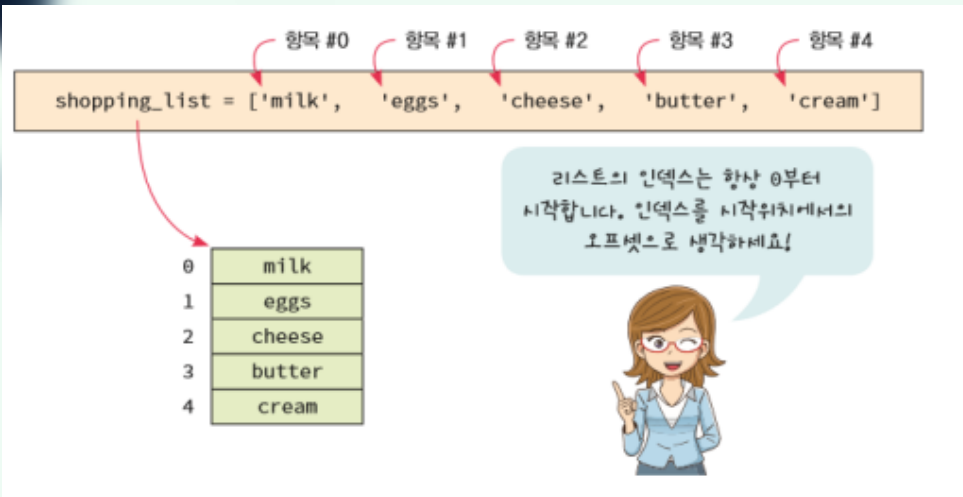 항목 #0 항목 #1 항목 #2 항목 #3 항목 #4
shopping_list = ['milk', 'eggs', 'cheese', 'butter', 'cream']
리스트의 인덱스는 항상 0부터
시작합니다. 인덱스를 시작위치에서의
오프셋으로 생각하세요!
0 milk
1 eggs
2 cheese
3 butter
4 cream